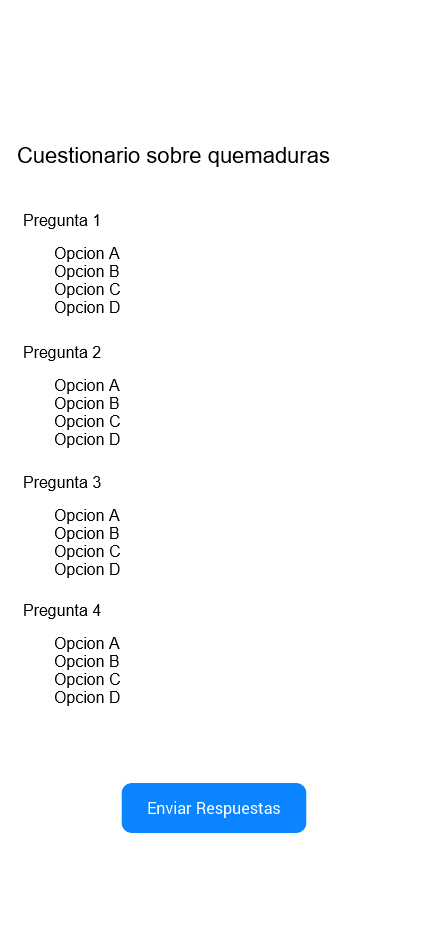 Cuestionario sobre quemaduras
Pregunta 1
Opcion A
Opcion B
Opcion C
Opcion D
Pregunta 2
Opcion A
Opcion B
Opcion C
Opcion D
Pregunta 3
Opcion A
Opcion B
Opcion C
Opcion D
Pregunta 4
Opcion A
Opcion B
Opcion C
Opcion D
Enviar Respuestas